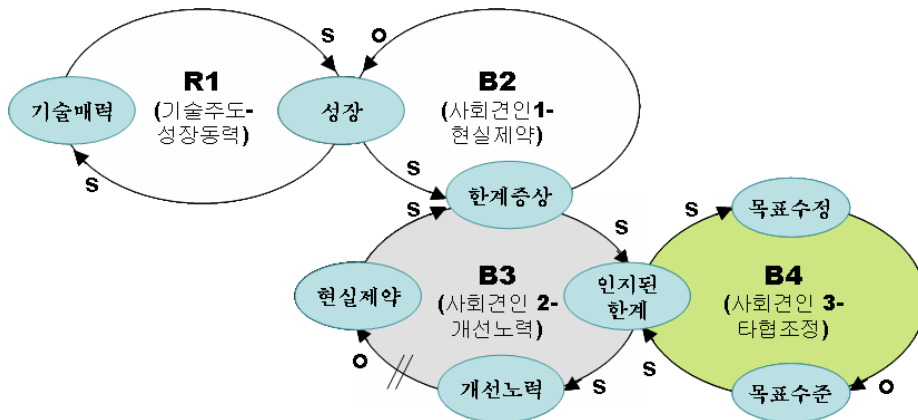 S
O
R1
(기술주도-
성장동력)
기술매력
성장
B2
(사회견인1-
현실제약)
S
S
한계증상
S
S
S
목표수정
현실제약
B3
(사회견인 2-
개선노력)
인지된
한계
B4
(사회견인 3-
타협조정)
O
개선노력
S
S
목표수준
O